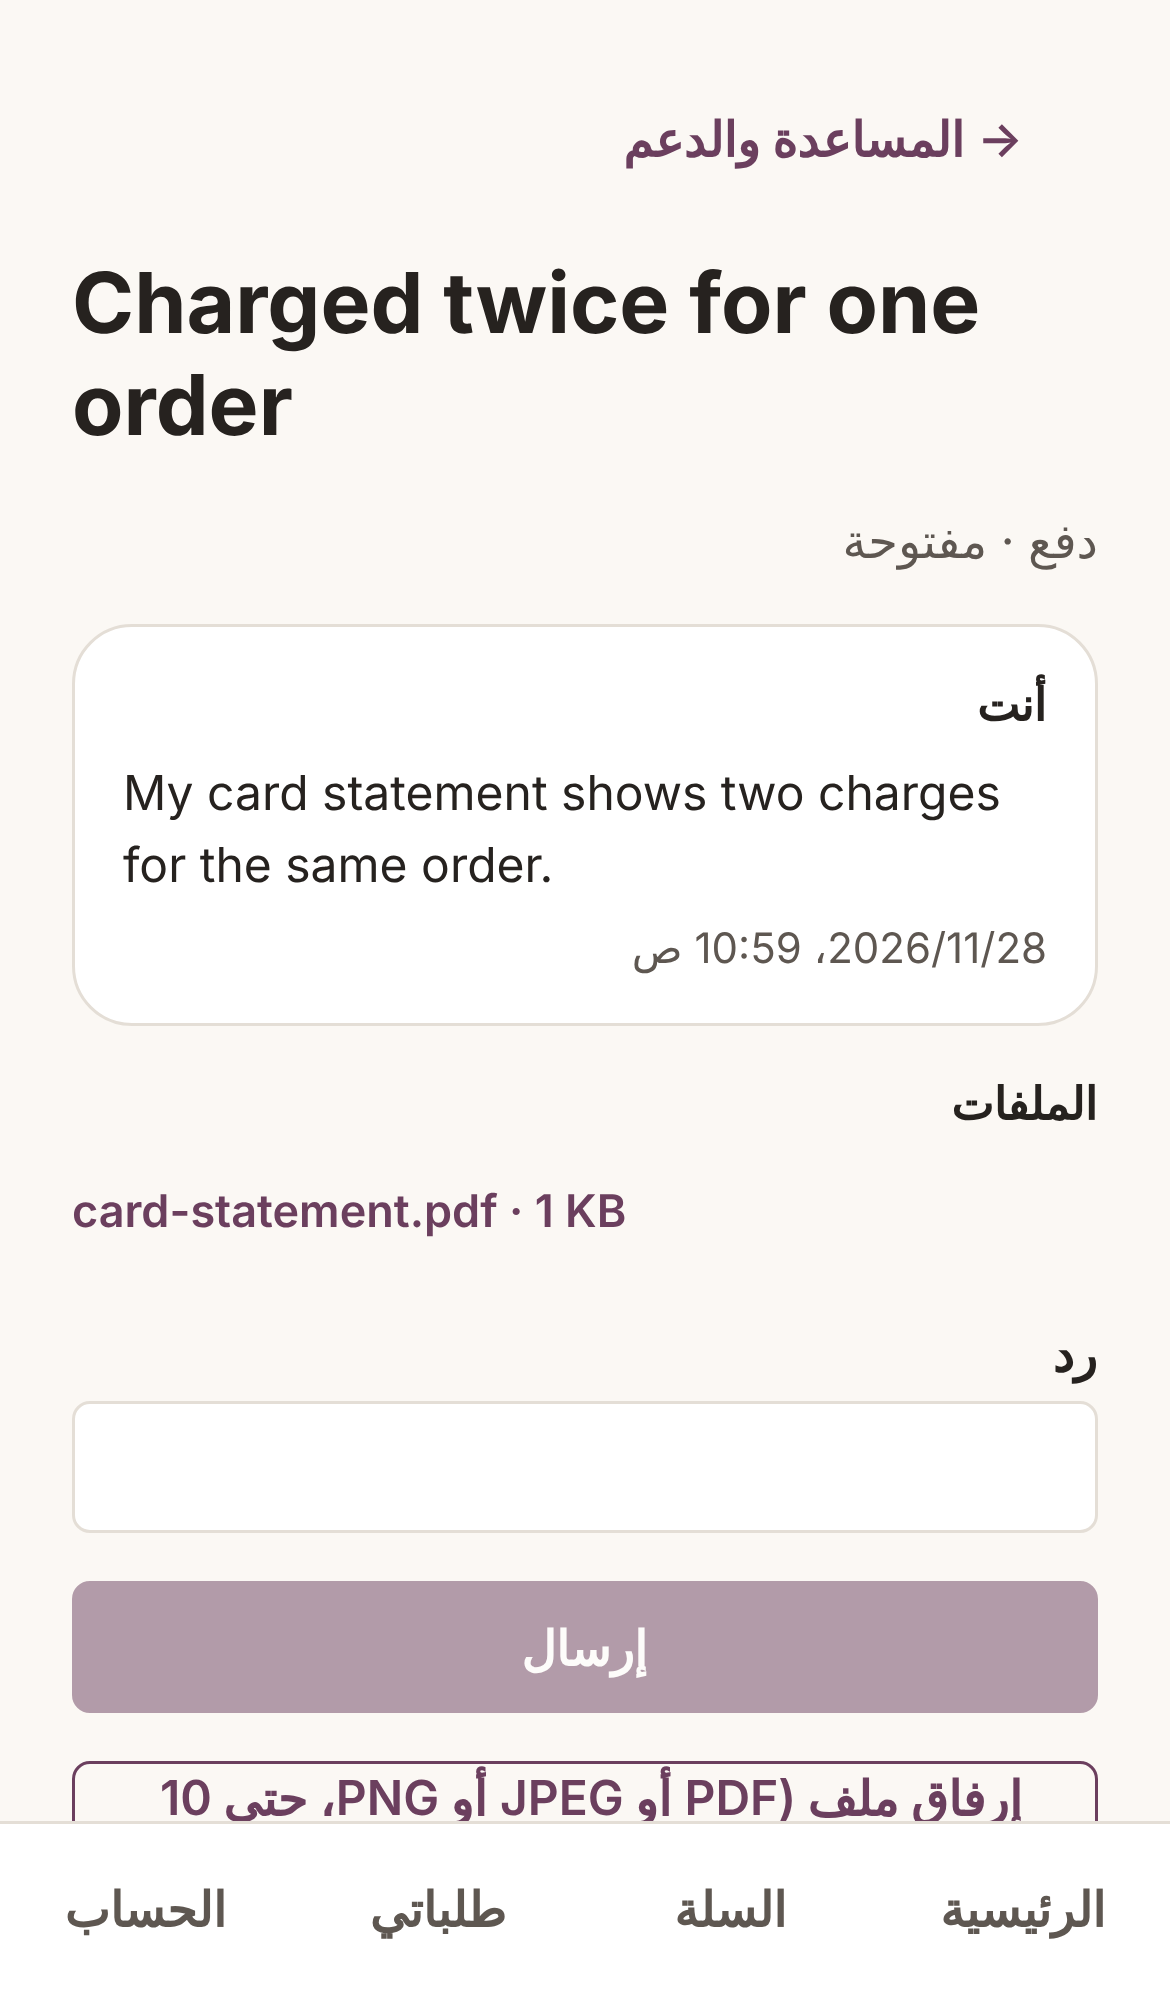 → المساعدة والدعم
Charged twice for one
order
دفع · مفتوحة
أنت
My card statement shows two charges
for the same order.
2026/11/28، 10:59 ص
الملفات
card-statement.pdf · 1 KB
رد
إرسال
إرفاق ملف (PDF أو JPEG أو PNG، حتى 10
الرئيسية
السلة
طلباتي
الحساب